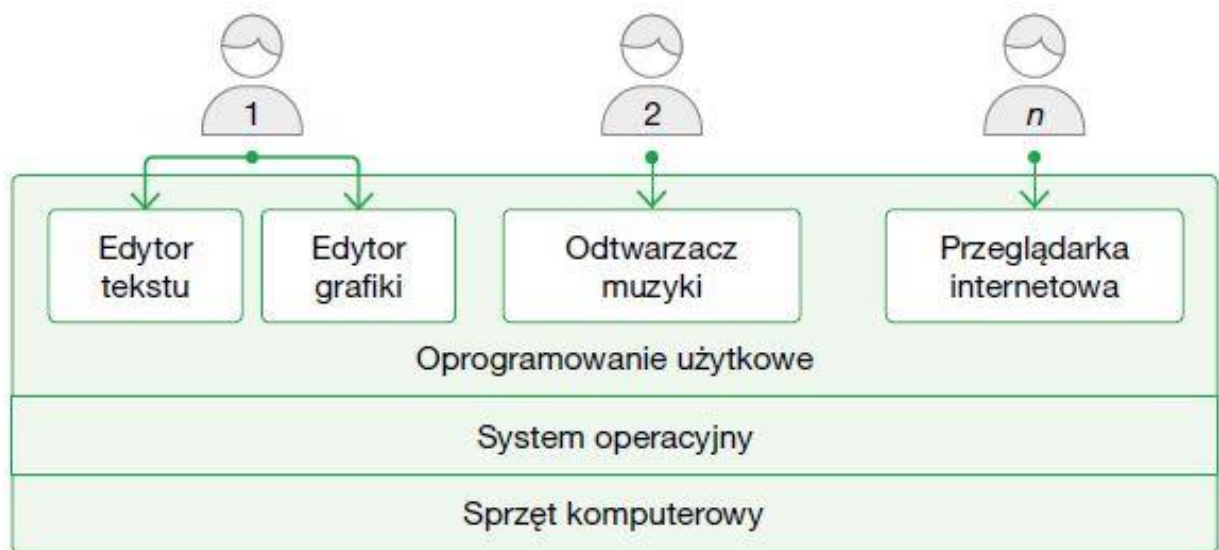 1
2
n
Edytor
tekstu
Edytor
grafiki
Odtwarzacz
muzyki
Przeglądarka
internetowa
Oprogramowanie użytkowe
System operacyjny
Sprzęt komputerowy